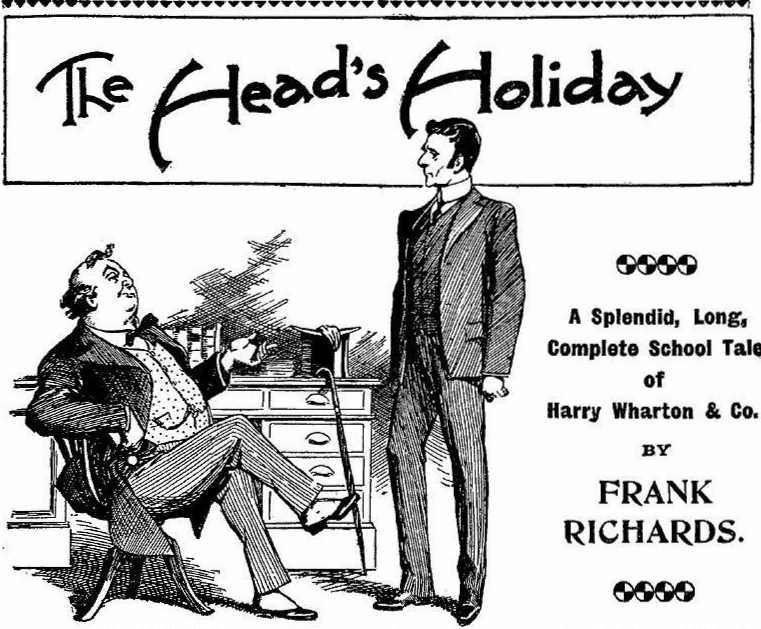 The Head's Holiday
A Splendid, Long,
Complete School Tale
of
Harry Wharton & Co.
BY
FRANK
RICHARDS.